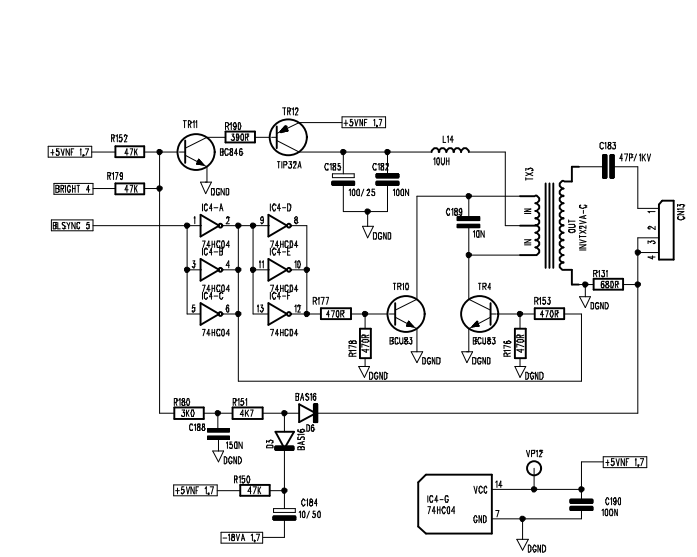 TR12
TR11
+5VNF 1,7
R190
390R
R152
+5VNF 1,7
47K
BC846
TIP32A
L14
10UH
C183
47P/1KV
R179
BRIGHT 4
47K
DGND
C185
100/25
C182
100N
TX3
CN13
BLSYNC 5
IC4-A
IC4-D
1
2
9
8
74HC04
74HC04
DGND
C189
10N
IN
IN
OUT
INVTX2VA-C
1
2
3
4
IC4-B
IC4-E
3
4
11
10
74HC04
74HC04
IC4-C
IC4-F
5
6
13
12
74HC04
74HC04
R177
470R
TR10
BCU83
TR4
BCU83
R153
470R
R131
680R
DGND
R178
470R
R176
470R
DGND
DGND
DGND
DGND
R180
3K0
R151
4K7
BAS16
D6
C188
150N
DGND
D3
BAS16
R150
+5VNF 1,7
47K
C184
10/50
-18VA 1,7
VP12
+5VNF 1,7
14
VCC
IC4-G
74HC04
GND
7
C190
100N
DGND